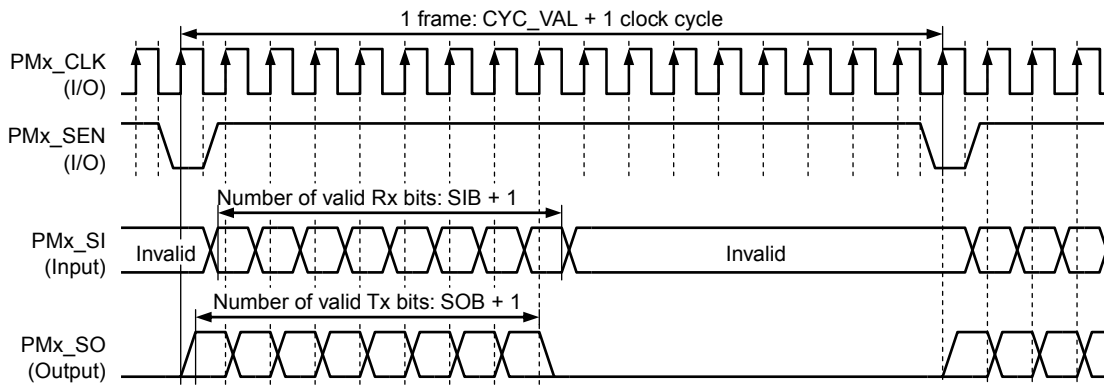 1 frame: CYC_VAL + 1 clock cycle
PMx_CLK
(I/O)
PMx_SEN
(I/O)
Number of valid Rx bits: SIB + 1
PMx_SI
(Input)
Invalid
Invalid
Number of valid Tx bits: SOB + 1
PMx_SO
(Output)